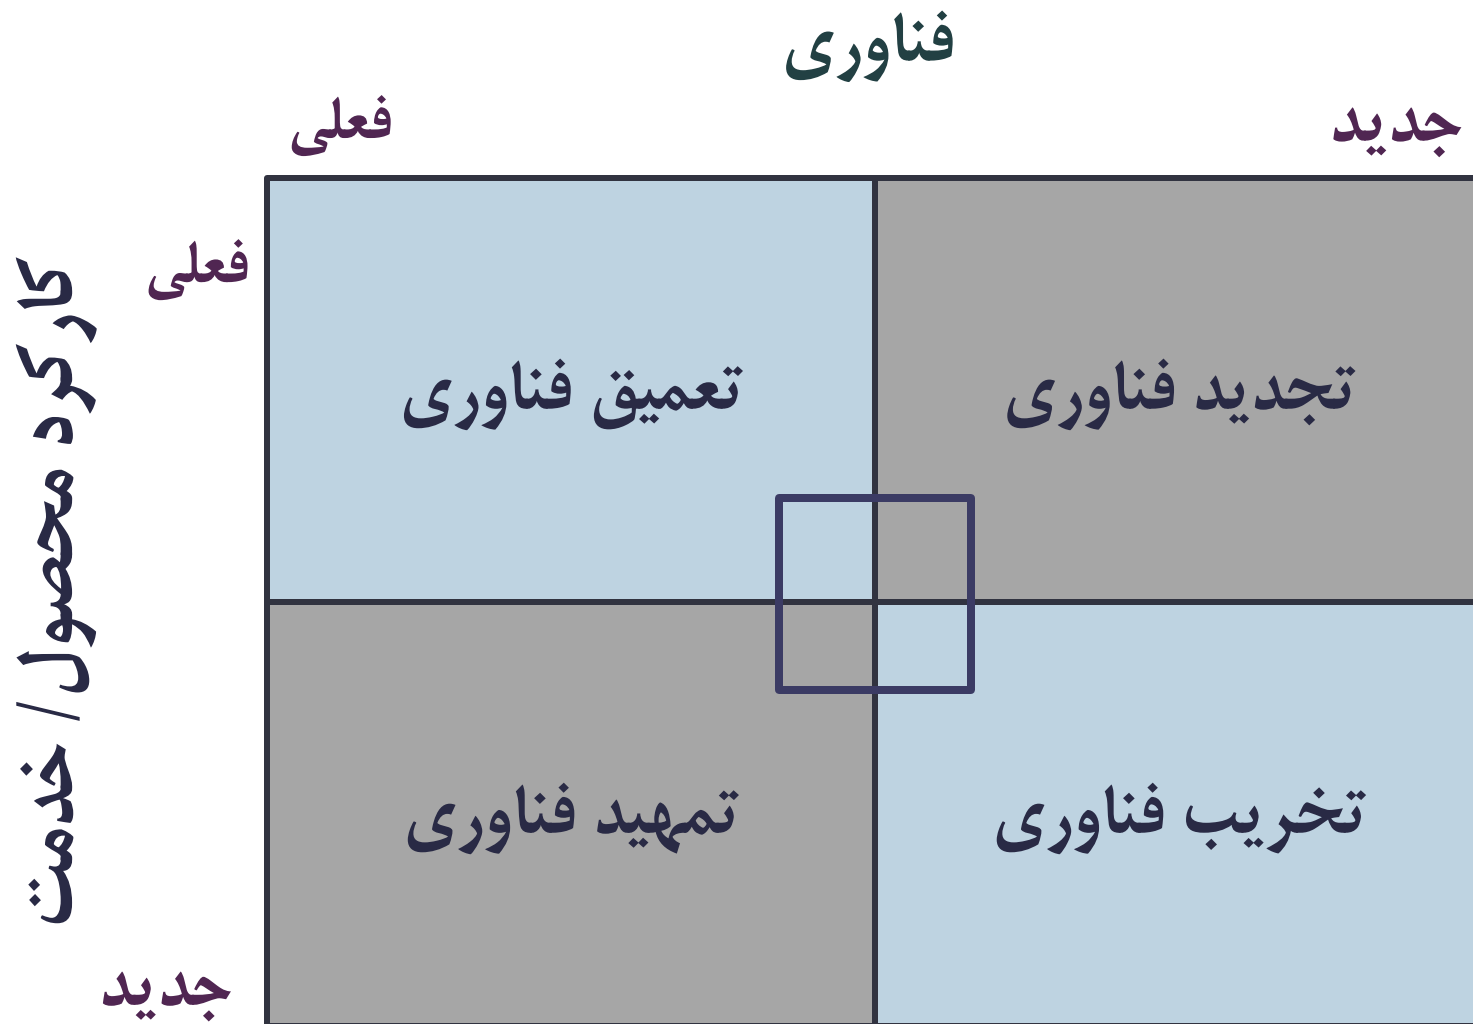 فناوری
جدید
فعلی
فعلی
کارکرد محصول/ خدمت
تجدید فناوری
تعمیق فناوری
تخریب فناوری
تمهید فناوری
جدید